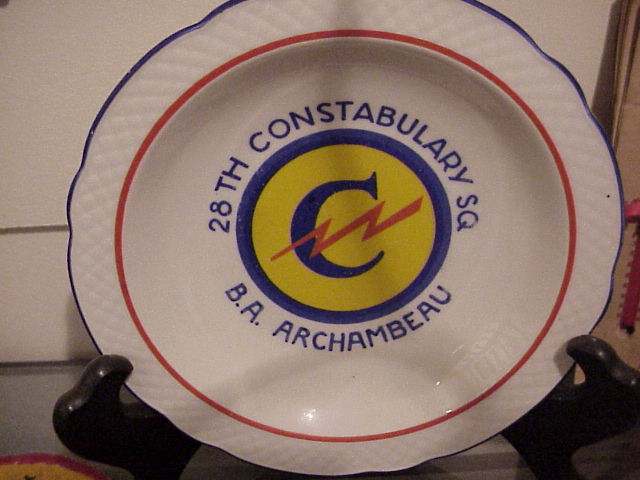 28TH CONSTABULARY SQ
C
B.A. ARCHAMBEAU